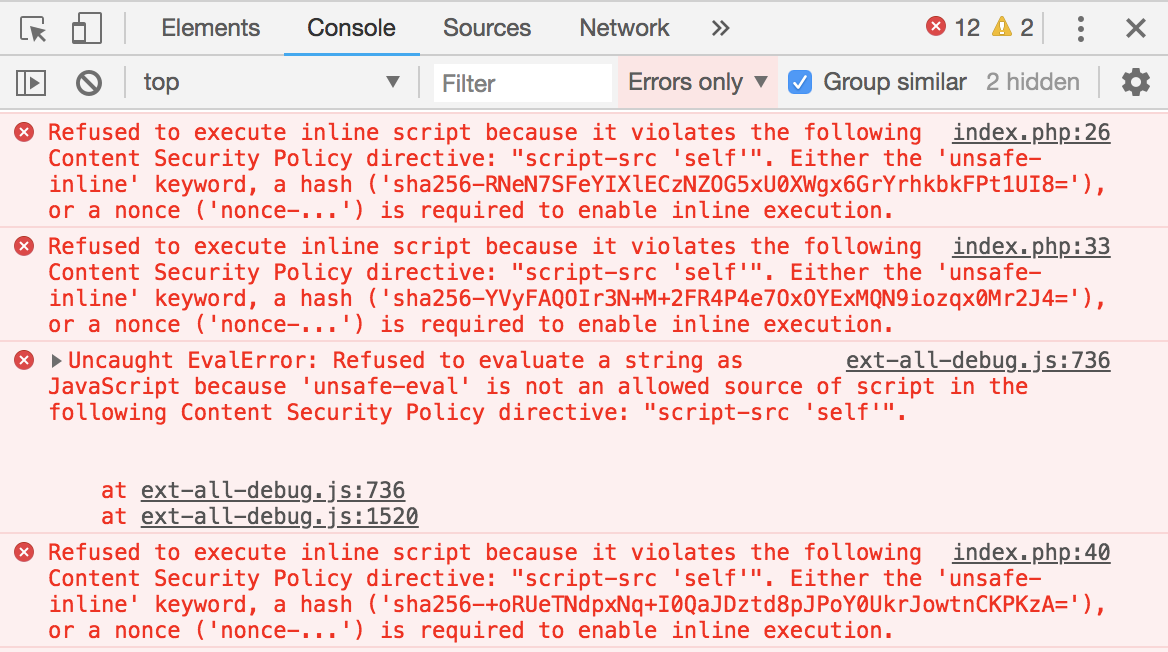 Elements Console Sources Network » 12 2
top Filter Errors only Group similar 2 hidden
Refused to execute inline script because it violates the following index.php:26
Content Security Policy directive: "script-src 'self'". Either the 'unsafe-
inline' keyword, a hash ('sha256-RNeN7SFeYIXlECzNZOG5xU0XWgx6GrYrhkbkFPt1UI8='),
or a nonce ('nonce-...') is required to enable inline execution.
Refused to execute inline script because it violates the following index.php:33
Content Security Policy directive: "script-src 'self'". Either the 'unsafe-
inline' keyword, a hash ('sha256-YVyFAQOIr3N+M+2FR4P4e7OxOYExMQN9iozqx0Mr2J4='),
or a nonce ('nonce-...') is required to enable inline execution.
Uncaught EvalError: Refused to evaluate a string as ext-all-debug.js:736
JavaScript because 'unsafe-eval' is not an allowed source of script in the
following Content Security Policy directive: "script-src 'self'".
at ext-all-debug.js:736
at ext-all-debug.js:1520
Refused to execute inline script because it violates the following index.php:40
Content Security Policy directive: "script-src 'self'". Either the 'unsafe-
inline' keyword, a hash ('sha256-+oRUeTNdpxNq+I0QaJDztd8pJPoY0UkrJowtnCKPKzA='),
or a nonce ('nonce-...') is required to enable inline execution.